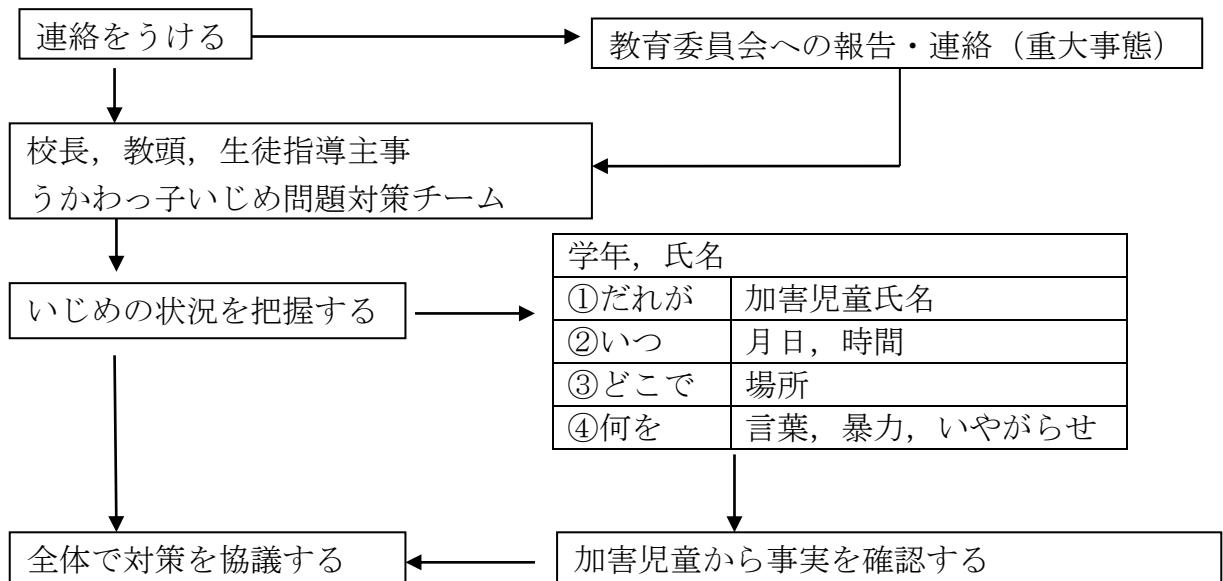 連絡をうける
教育委員会への報告・連絡（重大事態）
校長，教頭，生徒指導主事
うかわっ子いじめ問題対策チーム
いじめの状況を把握する
学年，氏名
①だれが 加害児童氏名
②いつ 月日，時間
③どこで 場所
④何を 言葉，暴力，いやがらせ
全体で対策を協議する
加害児童から事実を確認する